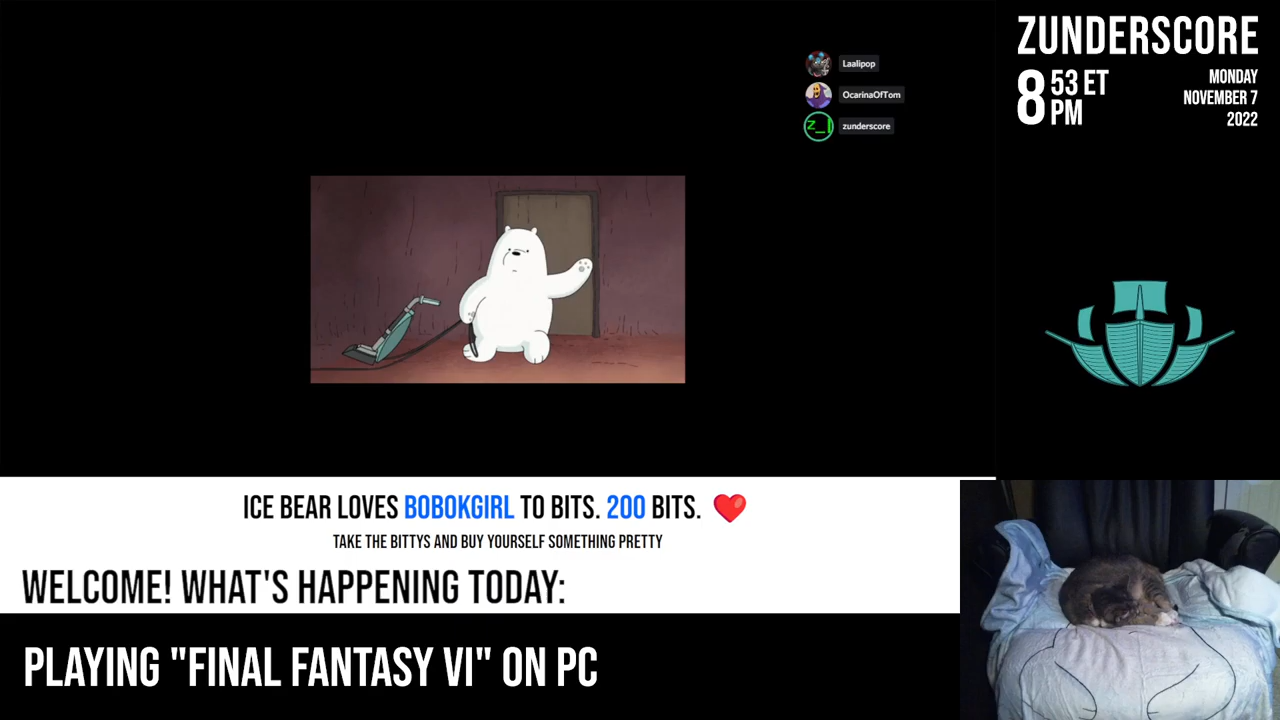 Laalipop
OcarinaOfTom
zunderscore
ZUNDERSCORE
8 53 ET PM
MONDAY
NOVEMBER 7
2022
ICE BEAR LOVES BOBOKGIRL TO BITS. 200 BITS.
TAKE THE BITTYS AND BUY YOURSELF SOMETHING PRETTY
WELCOME! WHAT'S HAPPENING TODAY:
PLAYING "FINAL FANTASY VI" ON PC